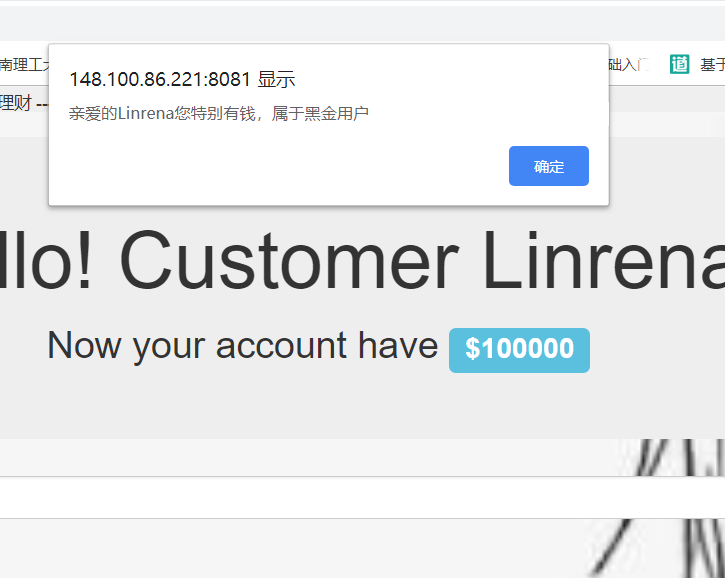 148.100.86.221:8081 显示
南理工
础入门
道 基于
理财 --
亲爱的Linrena您特别有钱，属于黑金用户
确定
llo! Customer Linrena
Now your account have $100000